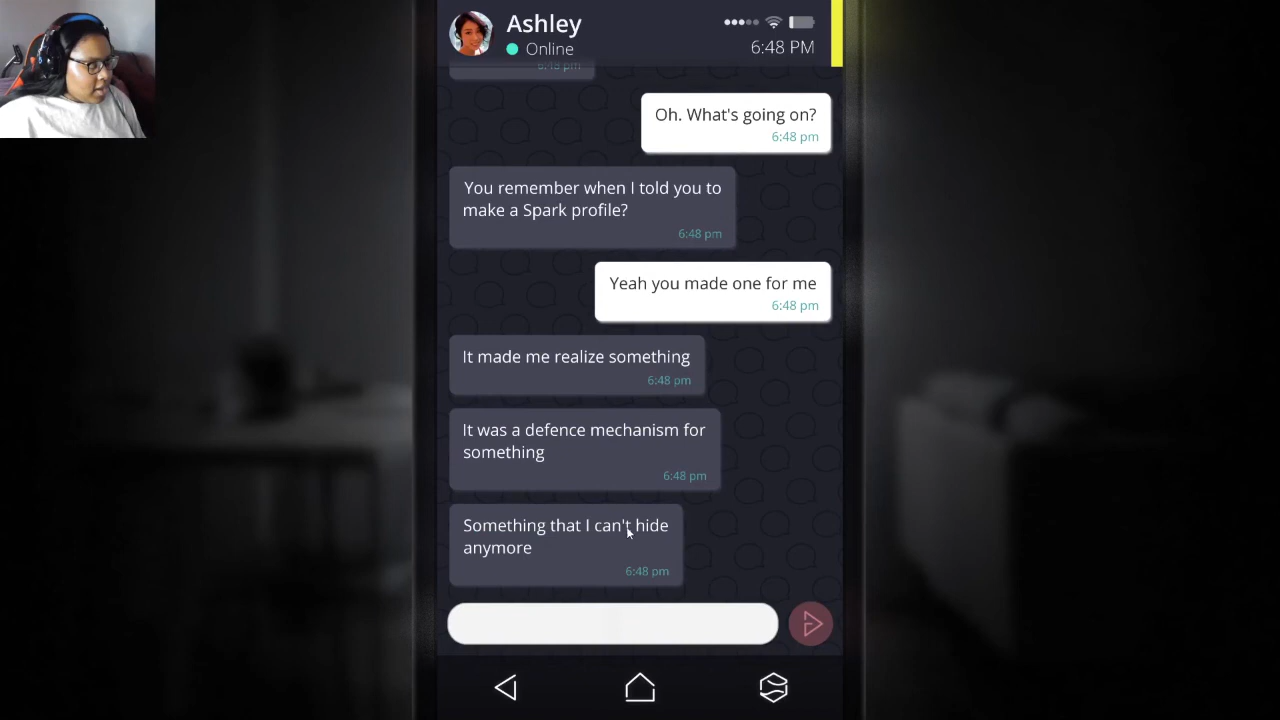 Ashley
Online
6:48 PM
6:48 pm
Oh. What's going on?
6:48 pm
You remember when I told you to
make a Spark profile?
6:48 pm
Yeah you made one for me
6:48 pm
It made me realize something
6:48 pm
It was a defence mechanism for
something
6:48 pm
Something that I can't hide
anymore
6:48 pm